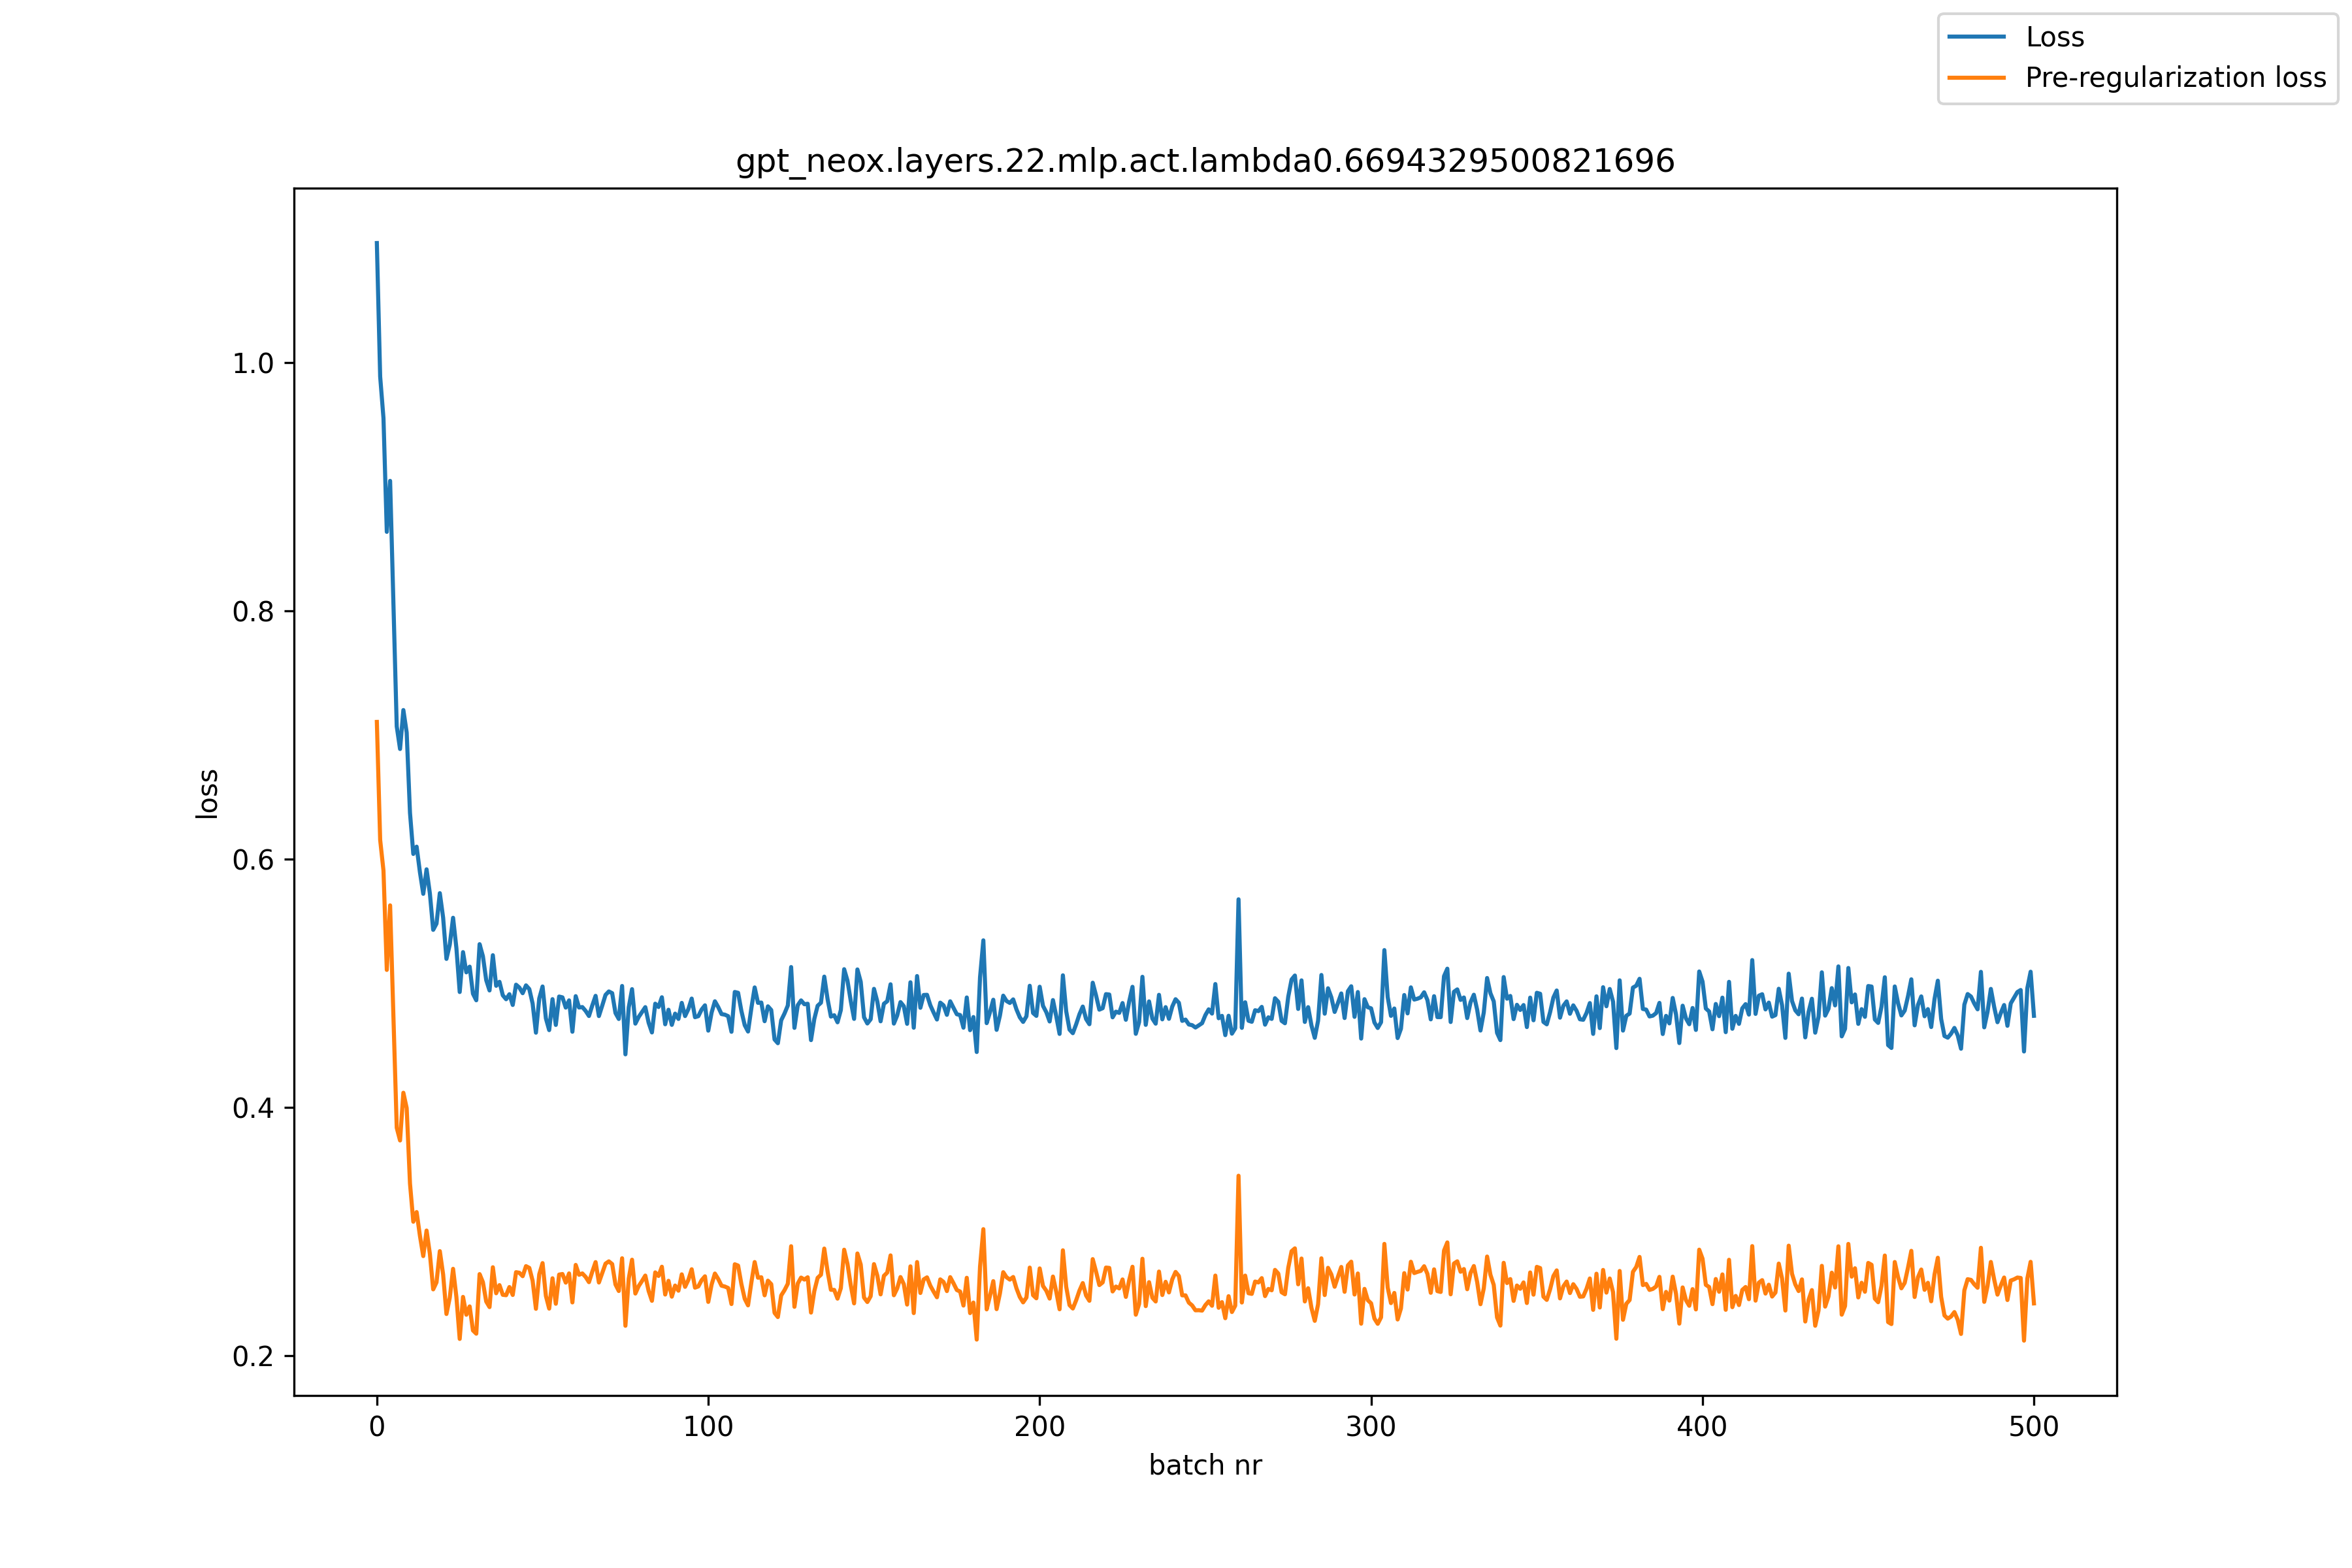 Loss
Pre-regularization loss
gpt_neox.layers.22.mlp.act.lambda0.6694329500821696
1.0
0.8
0.6
0.4
0.2
loss
0 100 200 300 400 500
batch nr